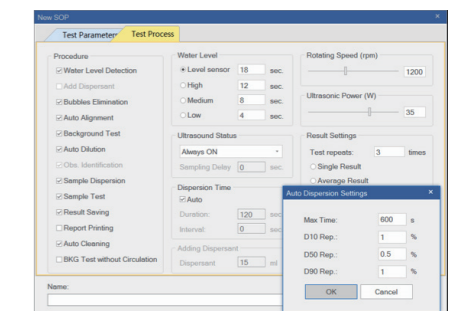 New SOP ×
Test Parameter Test Process
Procedure
Water Level Detection
Add Dispersant
Bubbles Elimination
Auto Alignment
Background Test
Auto Dilution
Obs. Identification
Sample Dispersion
Sample Test
Result Saving
Report Printing
Auto Cleaning
BKG Test without Circulation
Water Level
Level sensor 18 sec.
High 12 sec.
Medium 8 sec.
Low 4 sec.
Ultrasound Status
Always ON
Sampling Delay 0 sec.
Dispersion Time
Auto
Duration: 120 sec
Interval: 0 sec
Adding Dispersant
Dispersant 15 ml
Rotating Speed (rpm)
1200
Ultrasonic Power (W)
35
Result Settings
Test repeats: 3 times
Single Result
Average Result
Auto Dispersion Settings ×
Max Time: 600 s
D10 Rep.: 1 %
D50 Rep.: 0.5 %
D90 Rep.: 1 %
OK Cancel
Name: